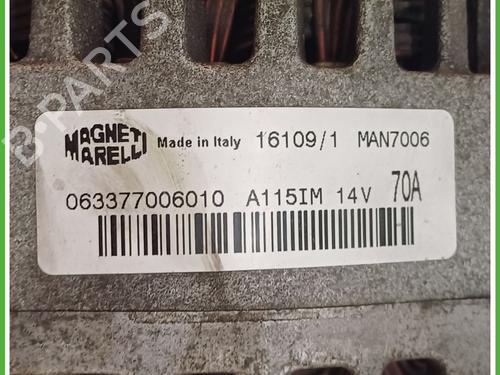 MAGNETI MARELLI Made in Italy 16109/1 MAN7006
063377006010 A115IM 14V 70A
B-PARTS